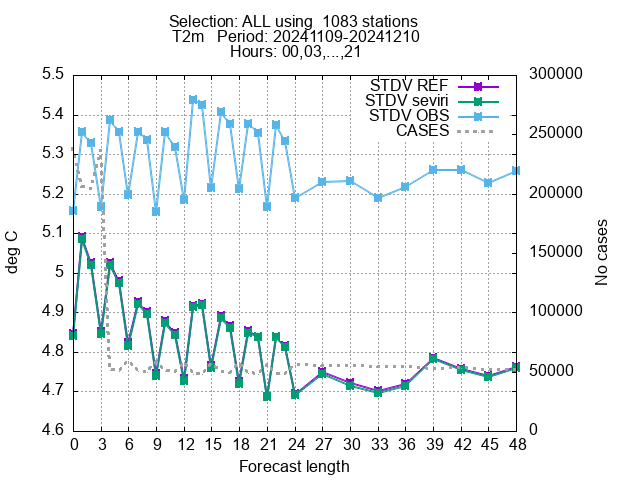 Selection: ALL using  1083 stations
T2m   Period: 20241109-20241210
Hours: 00,03,...,21
STDV REF
STDV seviri
STDV OBS
CASES
5.5
5.4
5.3
5.2
5.1
5
4.9
4.8
4.7
4.6
300000
250000
200000
150000
100000
50000
0
deg C
No cases
0 3 6 9 12 15 18 21 24 27 30 33 36 39 42 45 48
Forecast length